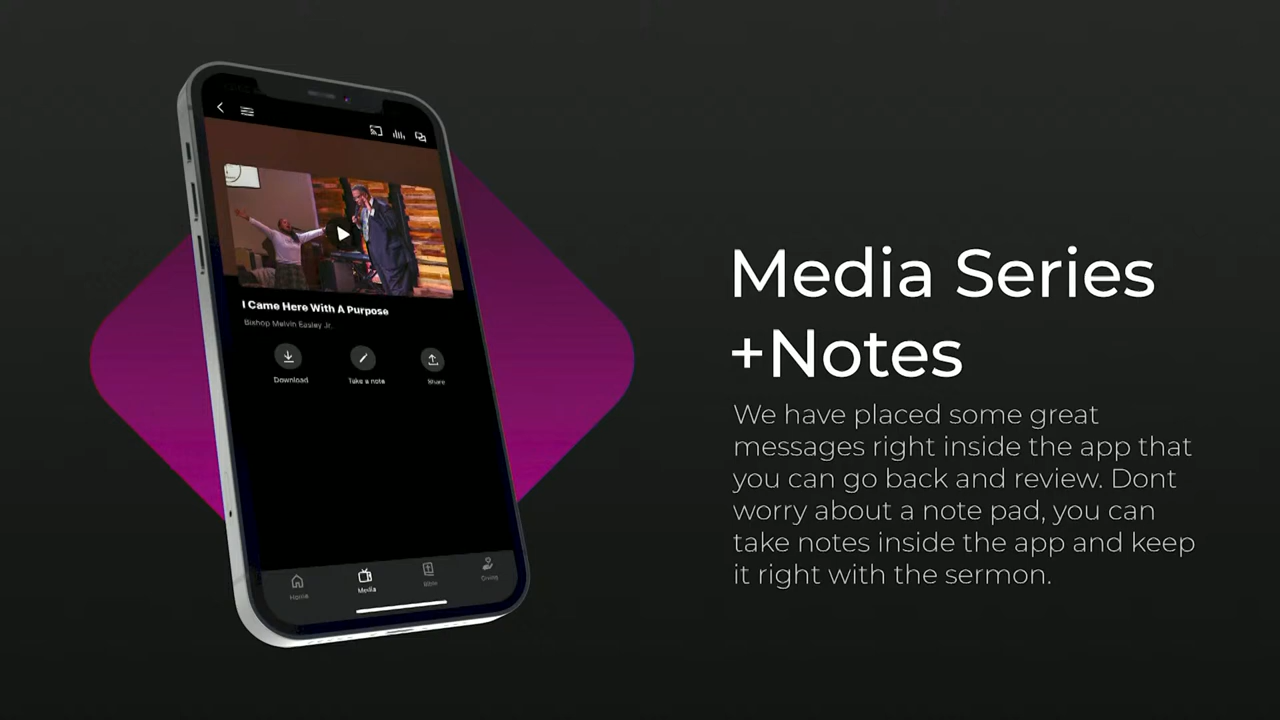 I Came Here With A Purpose
Bishop Melvin Easley Jr.
Download
Take a note
Share
Home
Media
Bible
Giving
Media Series
+Notes
We have placed some great
messages right inside the app that
you can go back and review. Dont
worry about a note pad, you can
take notes inside the app and keep
it right with the sermon.